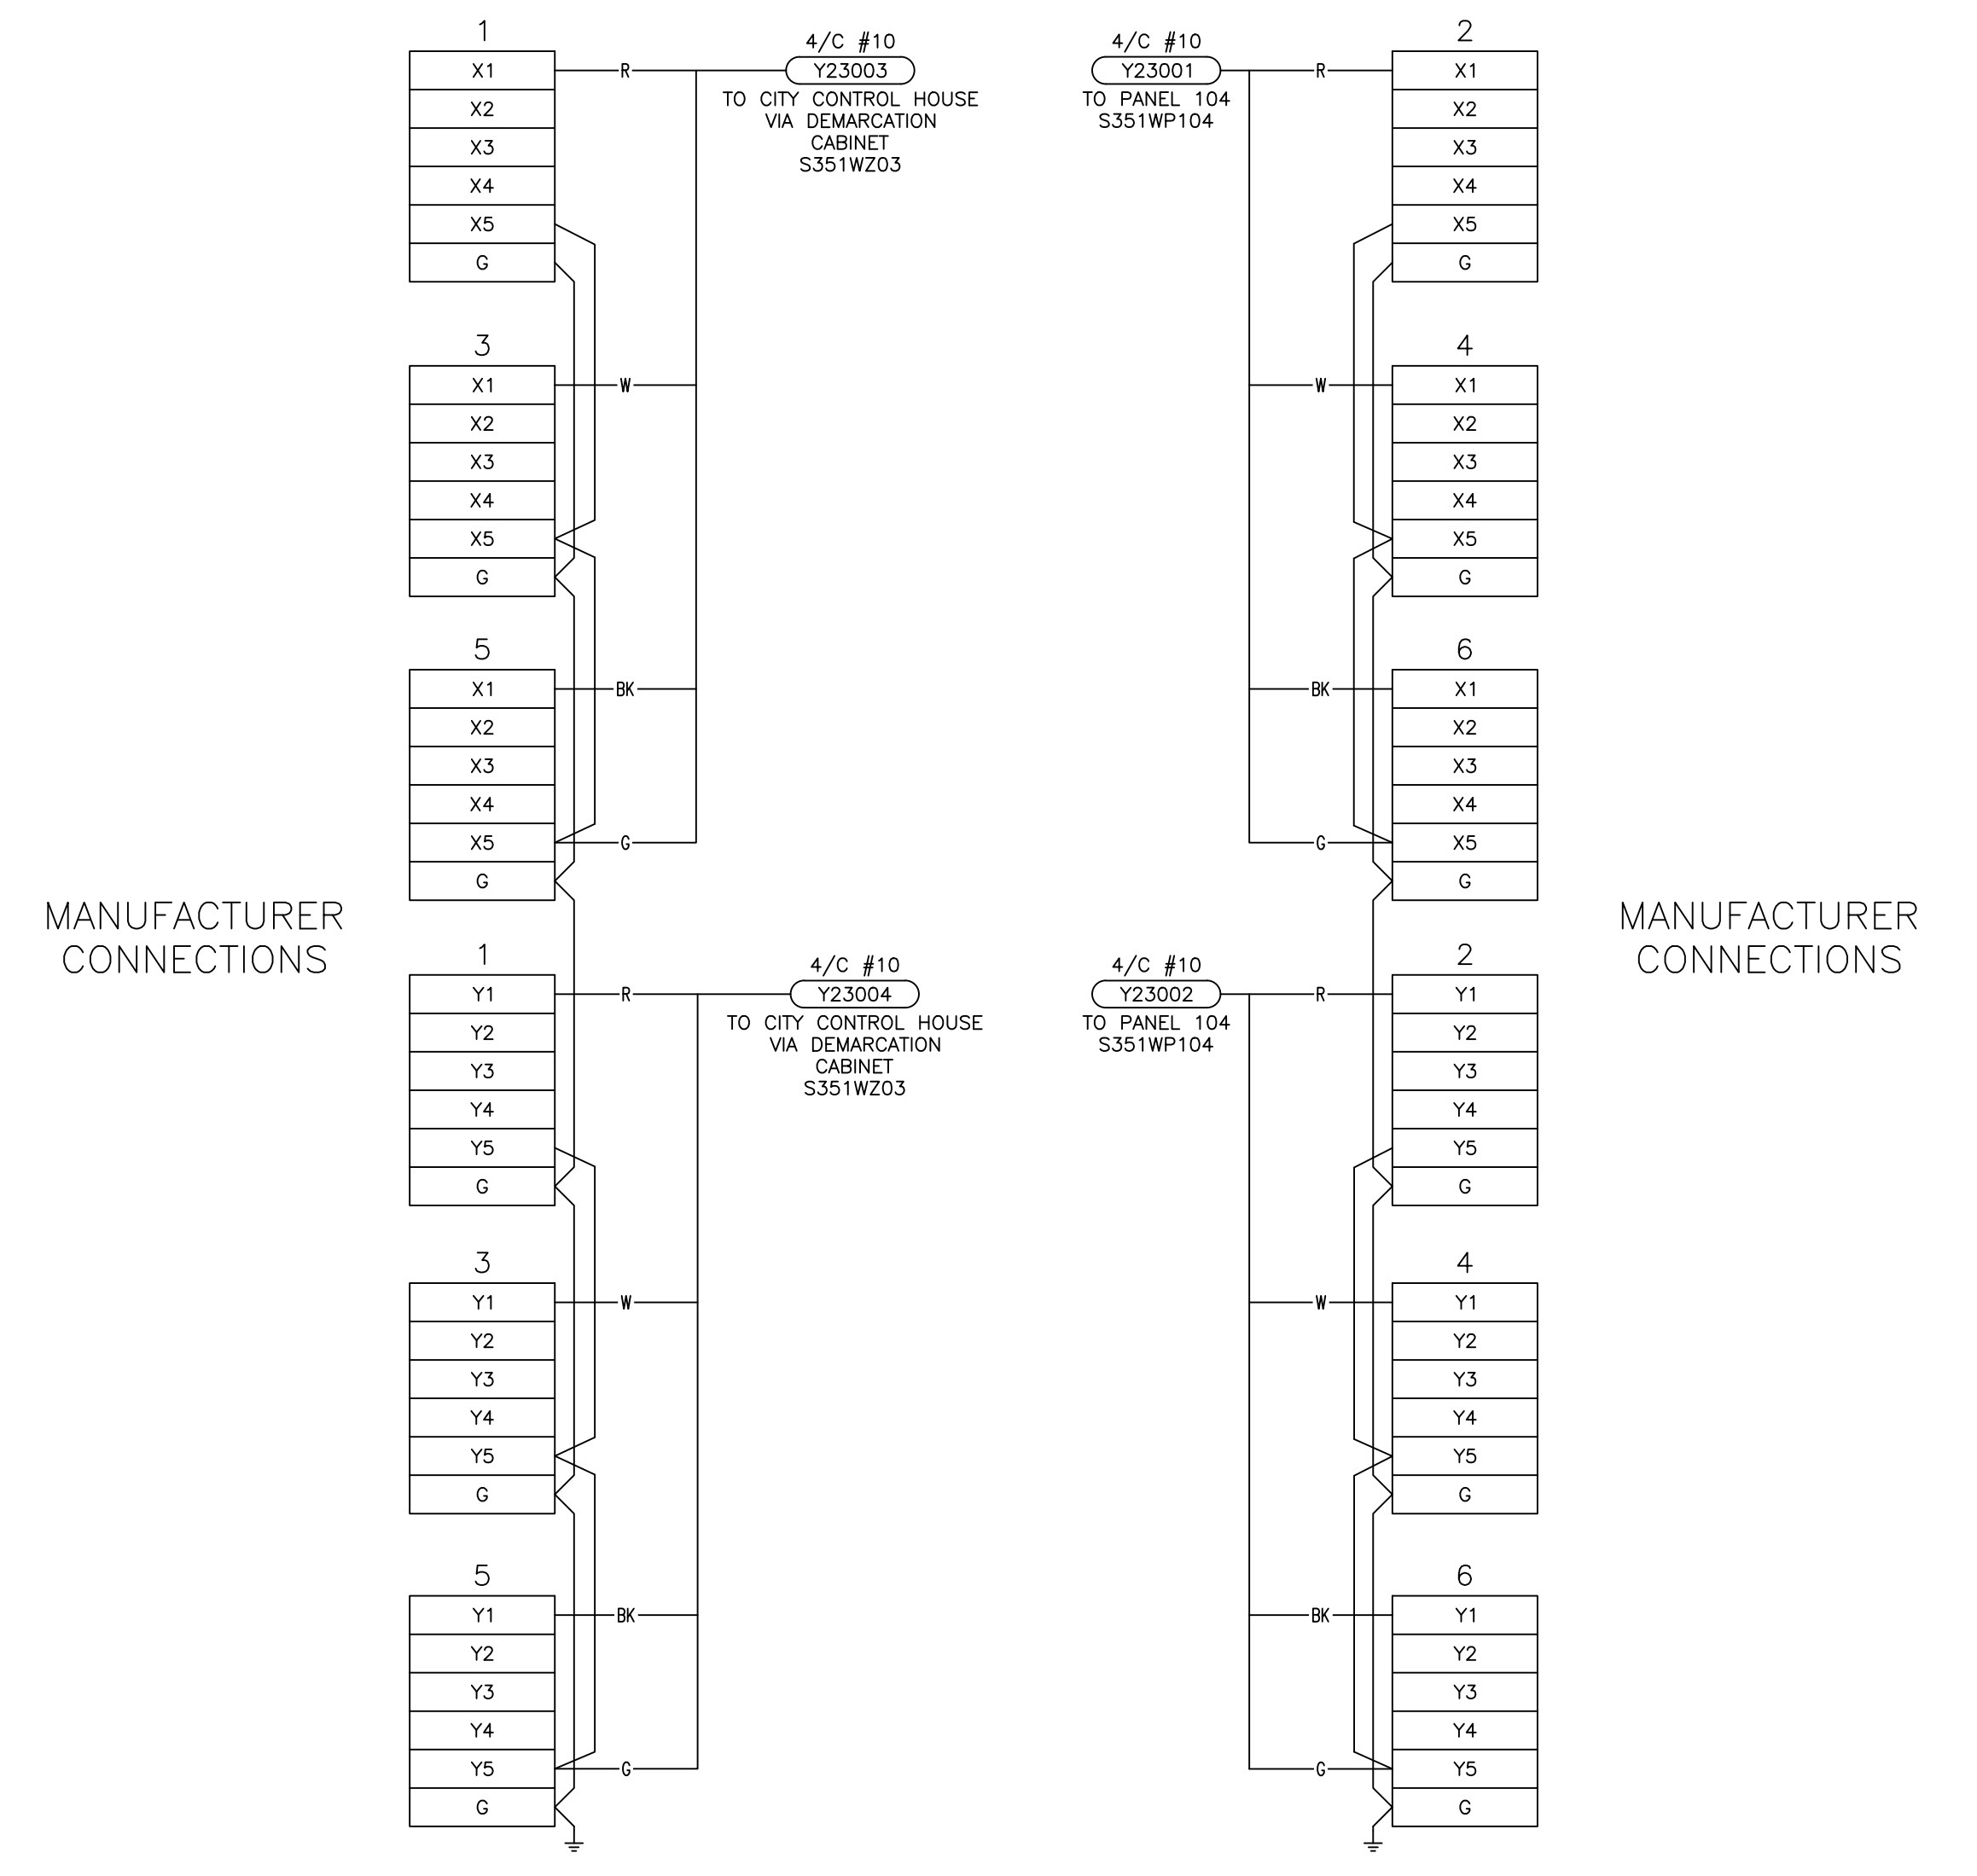 1
X1
X2
X3
X4
X5
G
R
4/C #10
Y23003
TO CITY CONTROL HOUSE
VIA DEMARCATION
CABINET
S351WZ03
3
X1
X2
X3
X4
X5
G
W
5
X1
X2
X3
X4
X5
G
BK
G
MANUFACTURER
CONNECTIONS
1
Y1
Y2
Y3
Y4
Y5
G
R
4/C #10
Y23004
TO CITY CONTROL HOUSE
VIA DEMARCATION
CABINET
S351WZ03
3
Y1
Y2
Y3
Y4
Y5
G
W
5
Y1
Y2
Y3
Y4
Y5
G
BK
G
4/C #10
Y23001
TO PANEL 104
S351WP104
R
2
X1
X2
X3
X4
X5
G
W
4
X1
X2
X3
X4
X5
G
BK
G
6
X1
X2
X3
X4
X5
G
MANUFACTURER
CONNECTIONS
4/C #10
Y23002
TO PANEL 104
S351WP104
R
2
Y1
Y2
Y3
Y4
Y5
G
W
4
Y1
Y2
Y3
Y4
Y5
G
BK
G
6
Y1
Y2
Y3
Y4
Y5
G